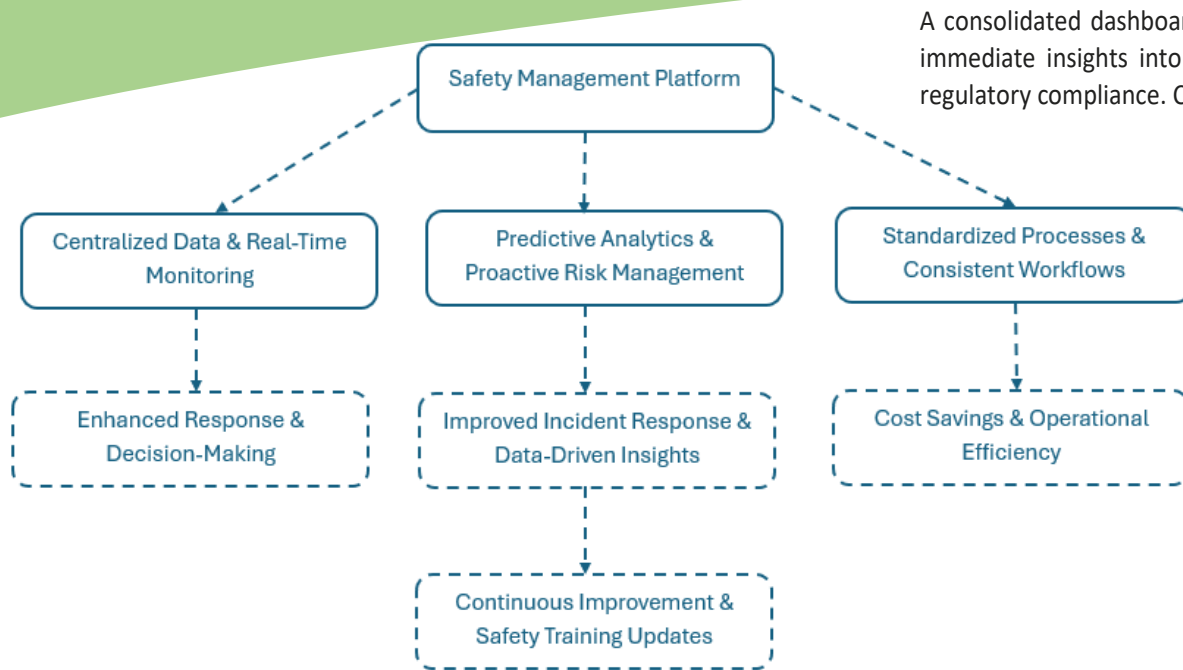 A consolidated dashboar
immediate insights into
regulatory compliance. C
Safety Management Platform
Centralized Data & Real-Time
Monitoring
Predictive Analytics &
Proactive Risk Management
Standardized Processes &
Consistent Workflows
Enhanced Response &
Decision-Making
Improved Incident Response &
Data-Driven Insights
Cost Savings & Operational
Efficiency
Continuous Improvement &
Safety Training Updates